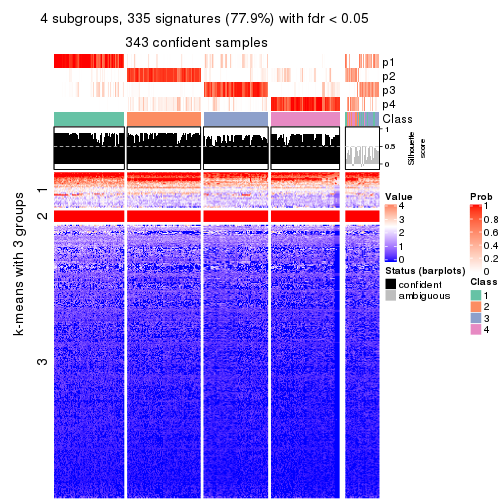 4 subgroups, 335 signatures (77.9%) with fdr < 0.05
343 confident samples
p1
p2
p3
p4
Class
1
0.5
0
Silhouette
score
k-means with 3 groups
1
2
3
Value
4
3
2
1
0
Status (barplots)
confident
ambiguous
Prob
1
0.8
0.6
0.4
0.2
0
Class
1
2
3
4